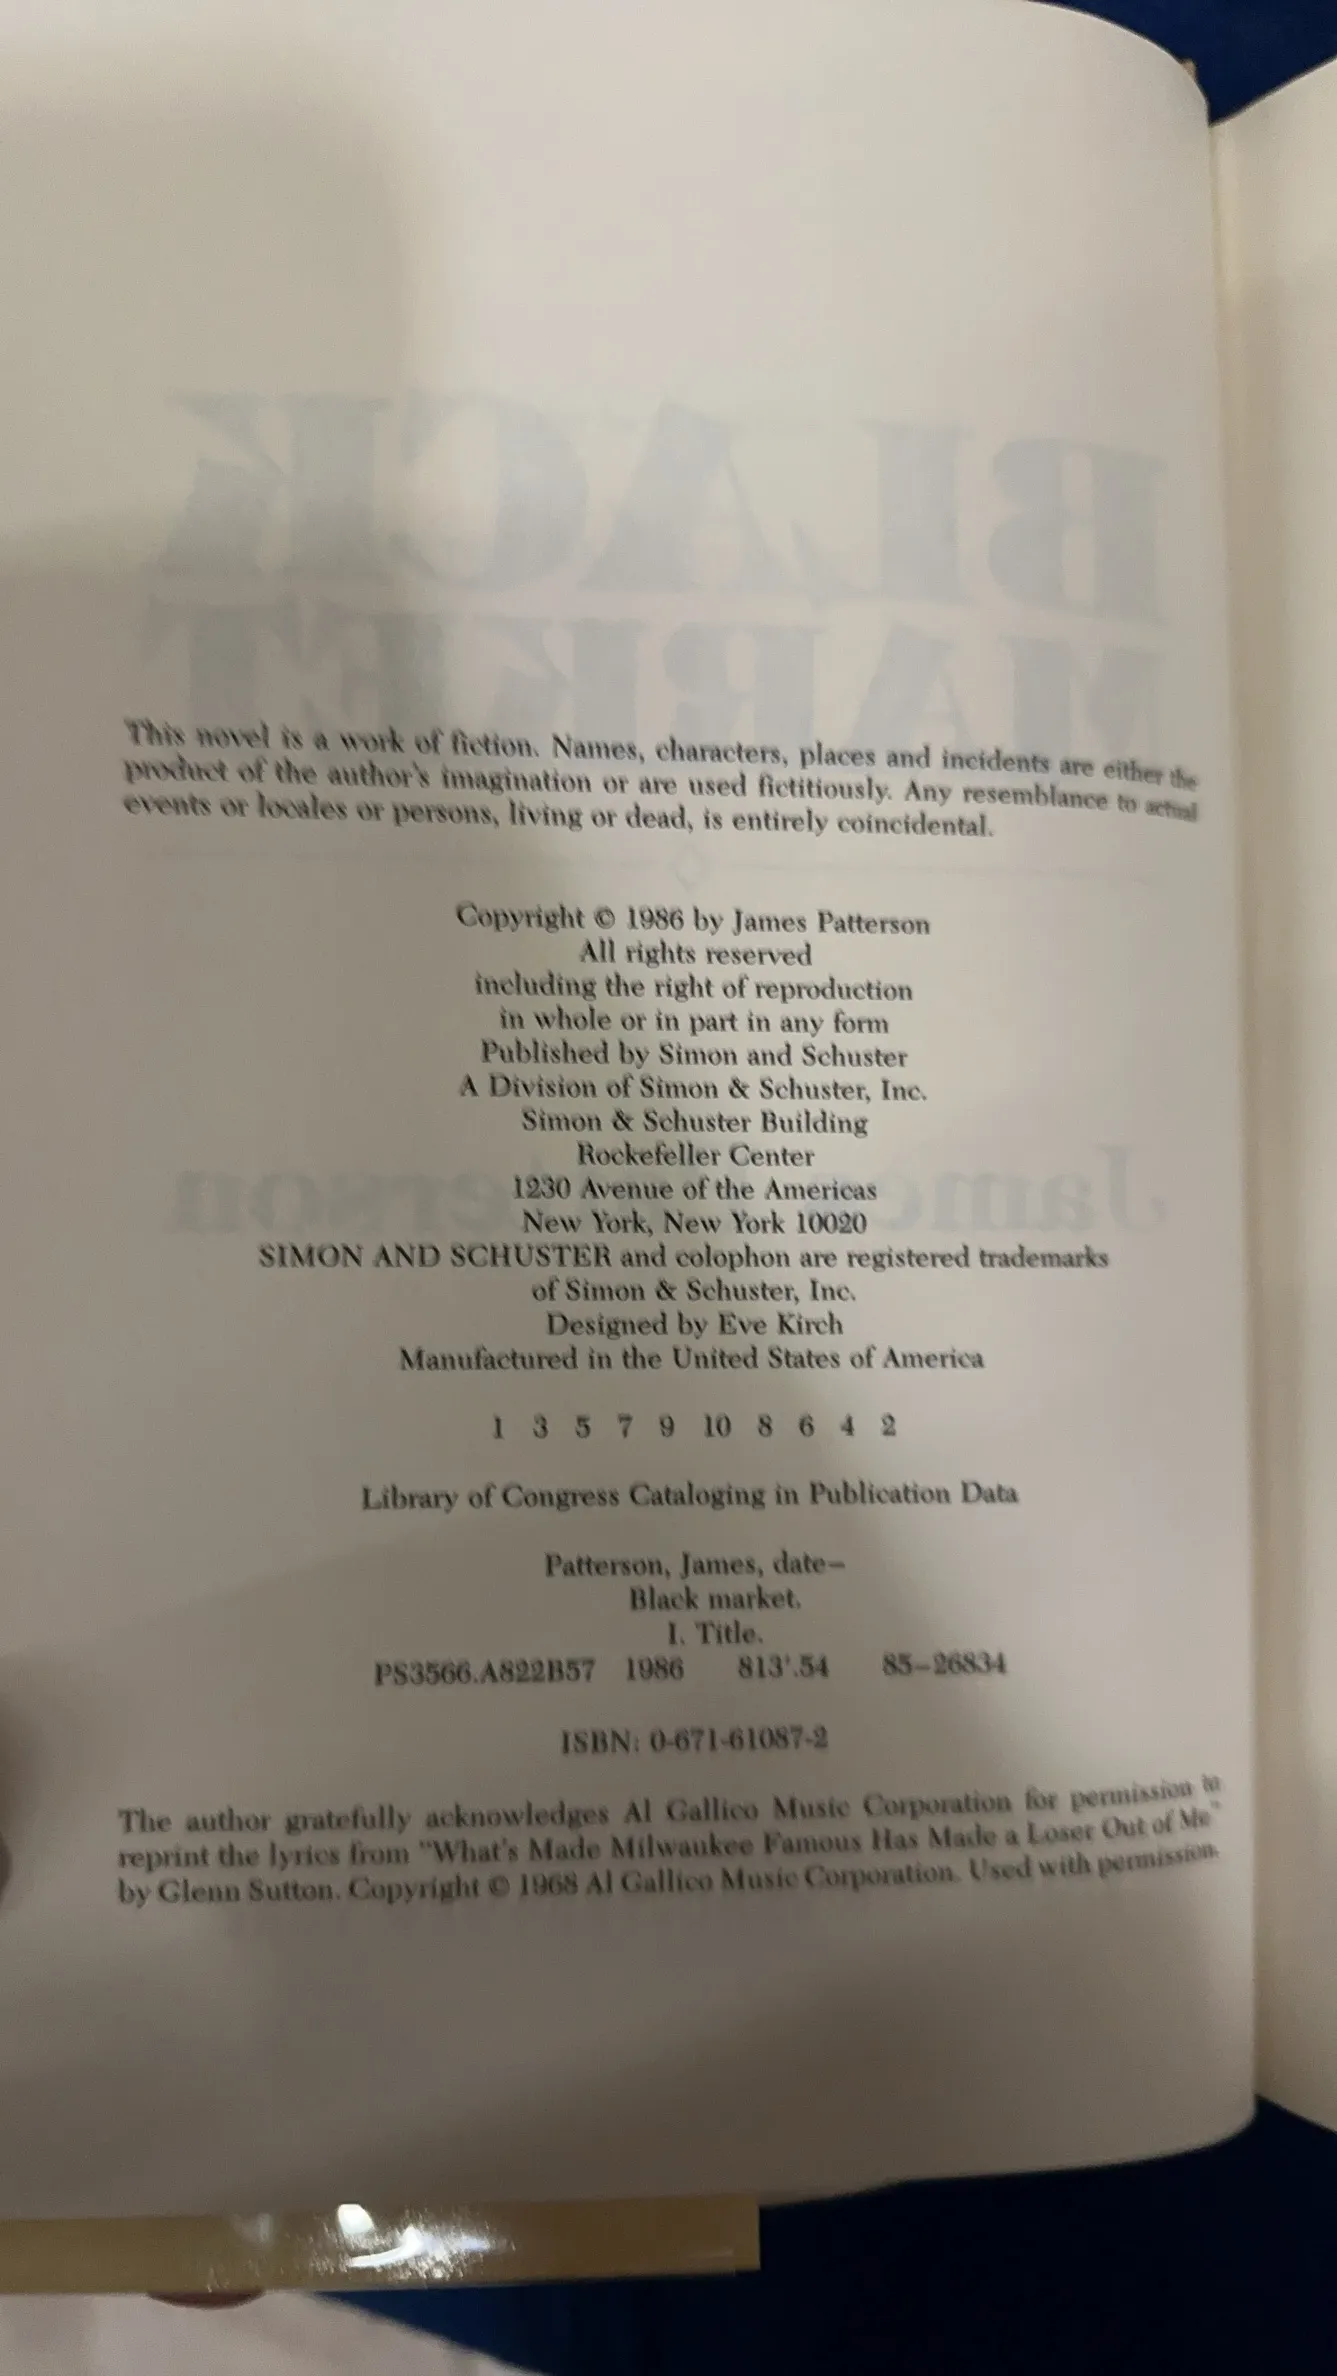 This novel is a work of fiction. Names, characters, places and incidents are either the
product of the author's imagination or are used fictitiously. Any resemblance to actual
events or locales or persons, living or dead, is entirely coincidental.
Copyright © 1986 by James Patterson
All rights reserved
including the right of reproduction
in whole or in part in any form
Published by Simon and Schuster
A Division of Simon & Schuster, Inc.
Simon & Schuster Building
Rockefeller Center
1230 Avenue of the Americas
New York, New York 10020
SIMON AND SCHUSTER and colophon are registered trademarks
of Simon & Schuster, Inc.
Designed by Eve Kirch
Manufactured in the United States of America
1 3 5 7 9 10 8 6 4 2
Library of Congress Cataloging in Publication Data
Patterson, James, date–
Black market.
I. Title.
PS3566.A822B57 1986 813'.54 85–26834
ISBN: 0-671-61087-2
The author gratefully acknowledges Al Gallico Music Corporation for permission to
reprint the lyrics from "What's Made Milwaukee Famous Has Made a Loser Out of Me"
by Glenn Sutton. Copyright © 1968 Al Gallico Music Corporation. Used with permission.